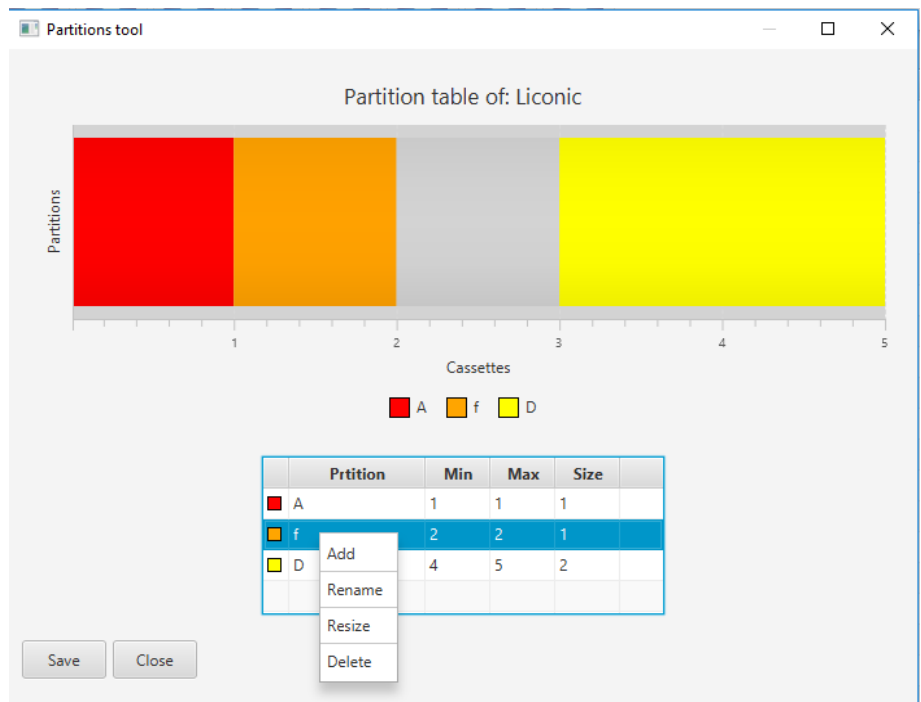 Partitions tool
Partition table of: Liconic
Partitions
1 2 3 4 5
Cassettes
A f D
Prtition Min Max Size
A 1 1 1
f 2 2 1
D 4 5 2
Add
Rename
Resize
Delete
Save Close